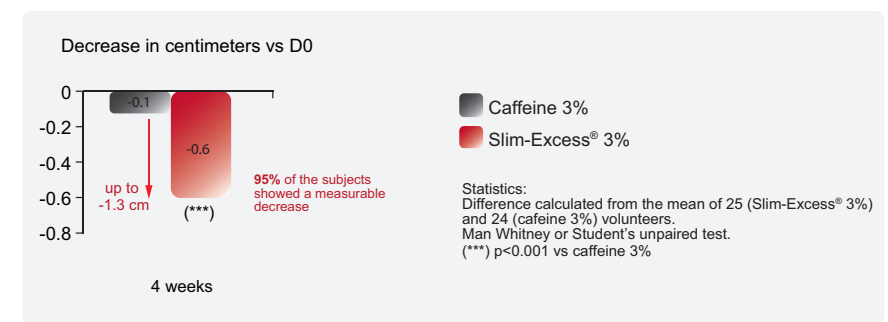 Decrease in centimeters vs D0
0
-0.2
-0.4
-0.6
-0.8
-0.1
-0.6
up to
-1.3 cm
(***)
95% of the subjects
showed a measurable
decrease
4 weeks
Caffeine 3%
Slim-Excess® 3%
Statistics:
Difference calculated from the mean of 25 (Slim-Excess® 3%)
and 24 (cafeine 3%) volunteers.
Man Whitney or Student's unpaired test.
(***) p<0.001 vs caffeine 3%